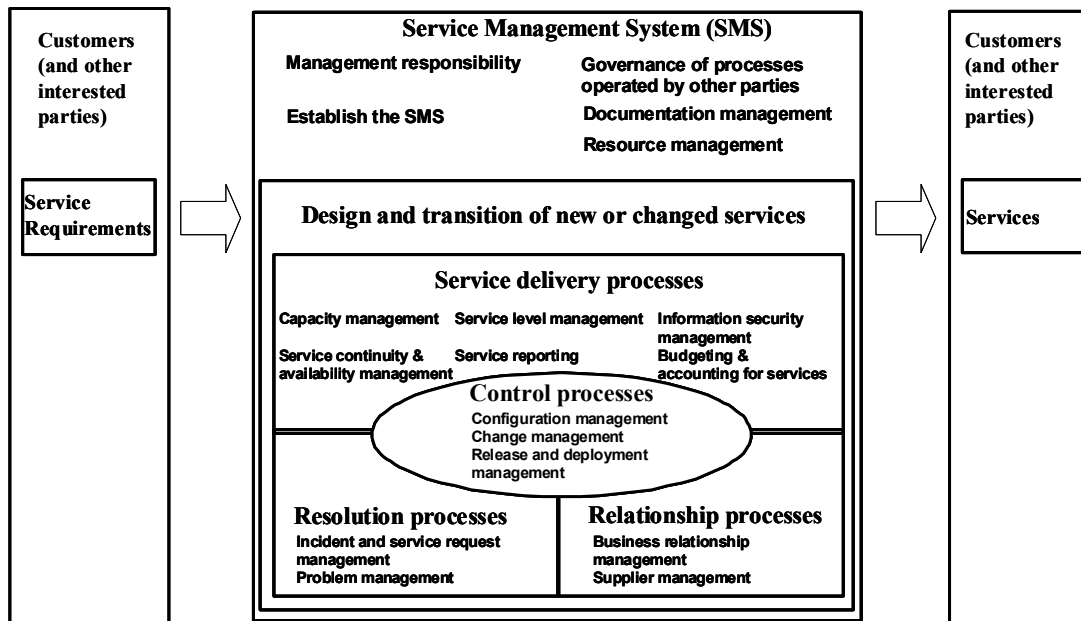 Customers
(and other
interested
parties)
Service
Requirements
Service Management System (SMS)
Management responsibility
Establish the SMS
Governance of processes
operated by other parties
Documentation management
Resource management
Design and transition of new or changed services
Service delivery processes
Capacity management
Service continuity &
availability management
Service level management
Service reporting
Information security
management
Budgeting &
accounting for services
Control processes
Configuration management
Change management
Release and deployment
management
Resolution processes
Incident and service request
management
Problem management
Relationship processes
Business relationship
management
Supplier management
Customers
(and other
interested
parties)
Services